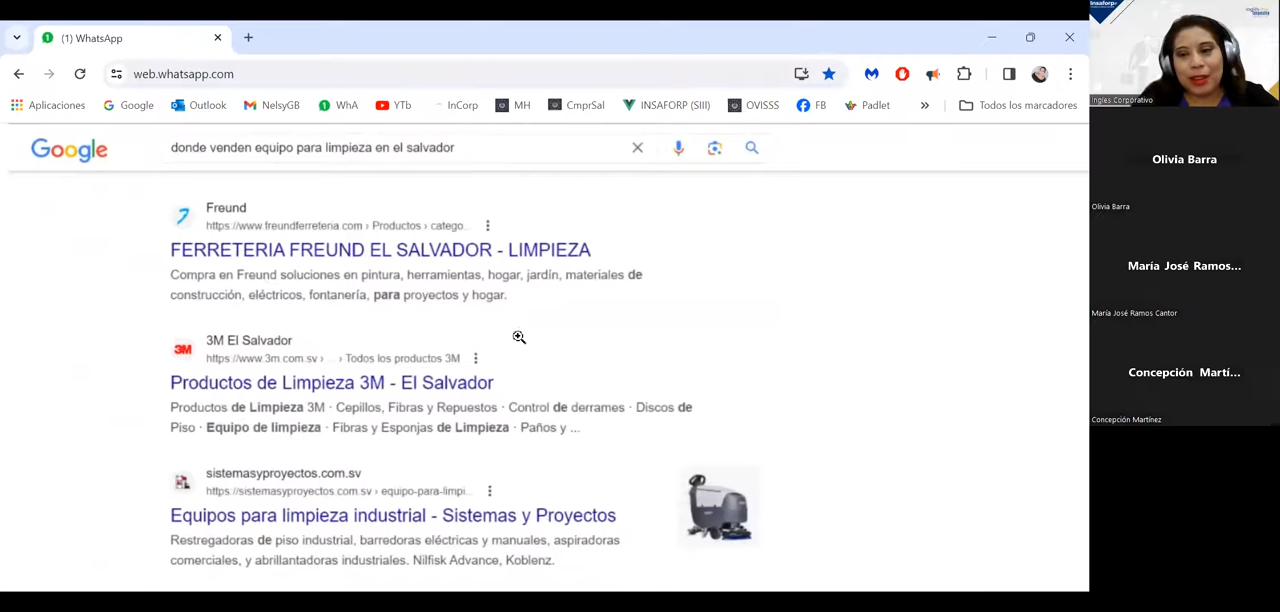 (1) WhatsApp
web.whatsapp.com
Aplicaciones Google Outlook NelsyGB WhA YTb InCorp MH CmprSal INSAFORP (SIII) OVISSS FB Padlet » Todos los marcadores
Google donde venden equipo para limpieza en el salvador
Freund
https://www.freundferreteria.com › Productos › catego...
FERRETERIA FREUND EL SALVADOR - LIMPIEZA
Compra en Freund soluciones en pintura, herramientas, hogar, jardín, materiales de
construcción, eléctricos, fontanería, para proyectos y hogar.
3M El Salvador
https://www.3m.com.sv › ... › Todos los productos 3M
Productos de Limpieza 3M - El Salvador
Productos de Limpieza 3M · Cepillos, Fibras y Repuestos · Control de derrames · Discos de
Piso · Equipo de limpieza · Fibras y Esponjas de Limpieza · Paños y ...
sistemasyproyectos.com.sv
https://sistemasyproyectos.com.sv › equipo-para-limpi...
Equipos para limpieza industrial - Sistemas y Proyectos
Restregadoras de piso industrial, barredoras eléctricas y manuales, aspiradoras
comerciales, y abrillantadoras industriales. Nilfisk Advance, Koblenz.
Insaforp
Ingles Corporativo
Olivia Barra
Olivia Barra
María José Ramos...
María José Ramos Cantor
Concepción Martí...
Concepción Martínez